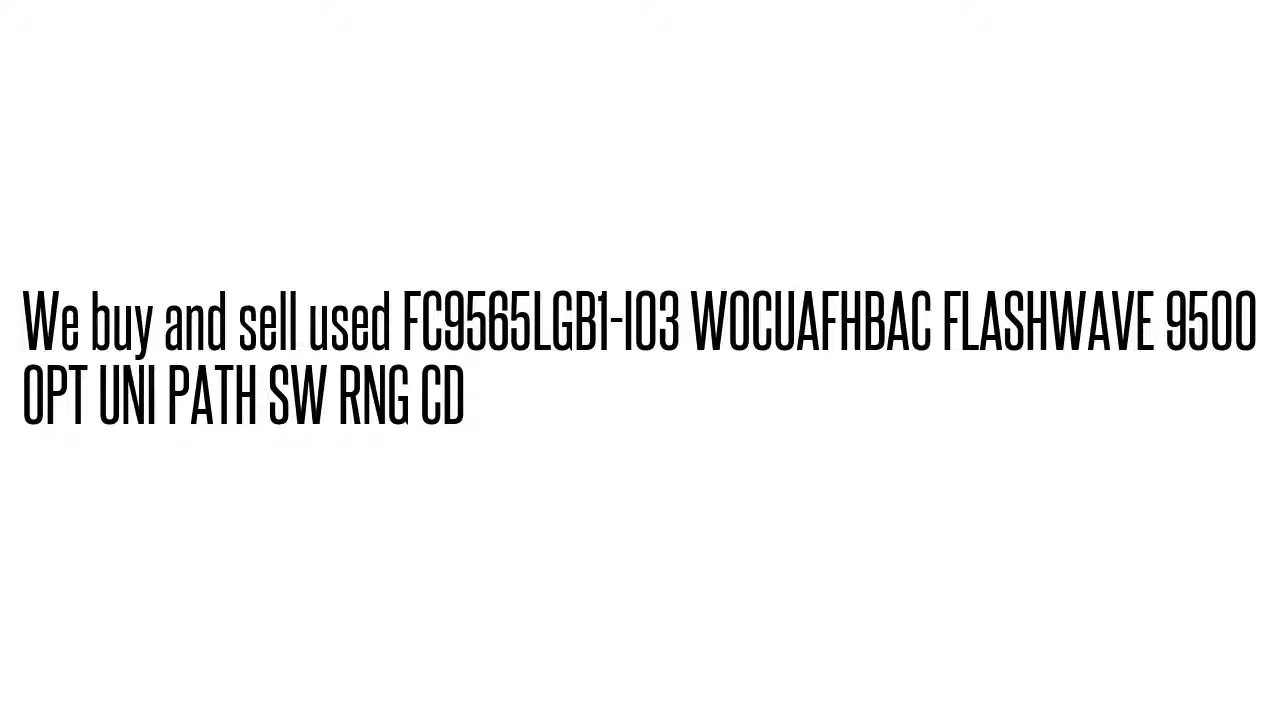 We buy and sell used FC9565LGB1-I03 WOCUAFHBAC FLASHWAVE 9500
OPT UNI PATH SW RNG CD